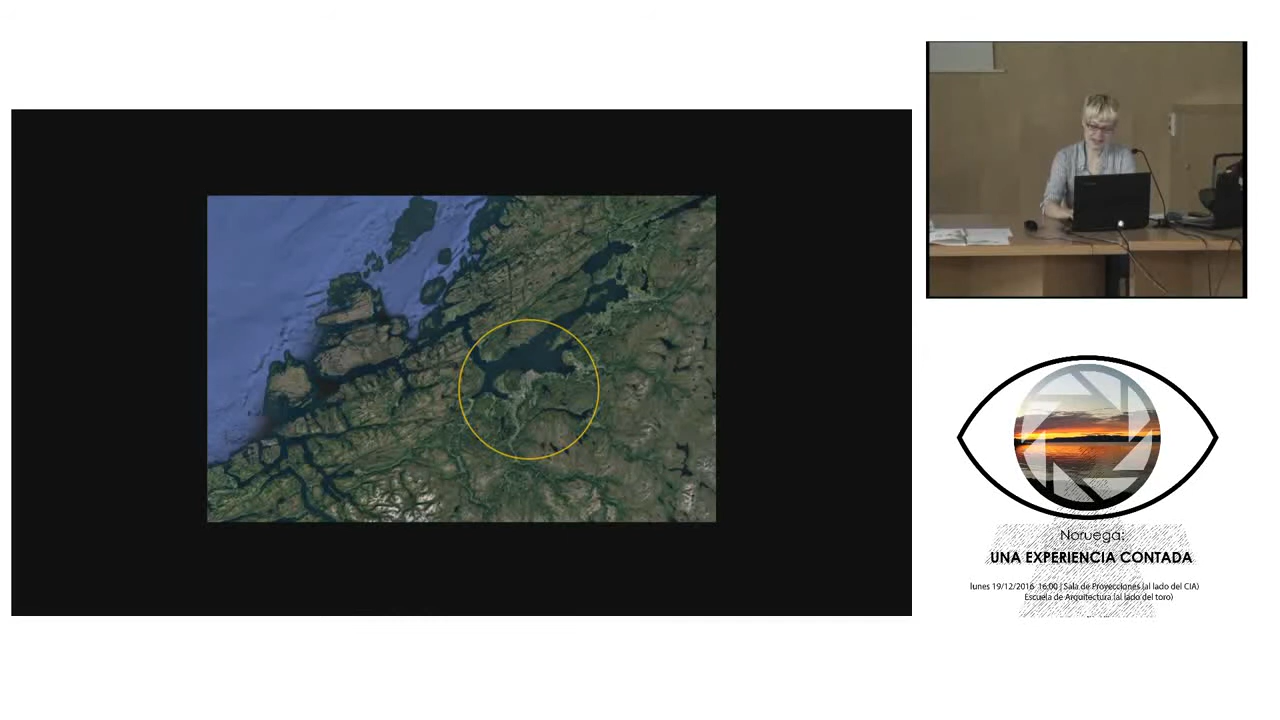 Noruega:
UNA EXPERIENCIA CONTADA
lunes 19/12/2016 16:00 | Sala de Proyecciones (al lado del CIA)
Escuela de Arquitectura (al lado del toro)